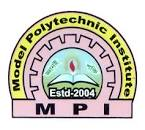 Model Polytechnic Institute
Estd-2004
M P I